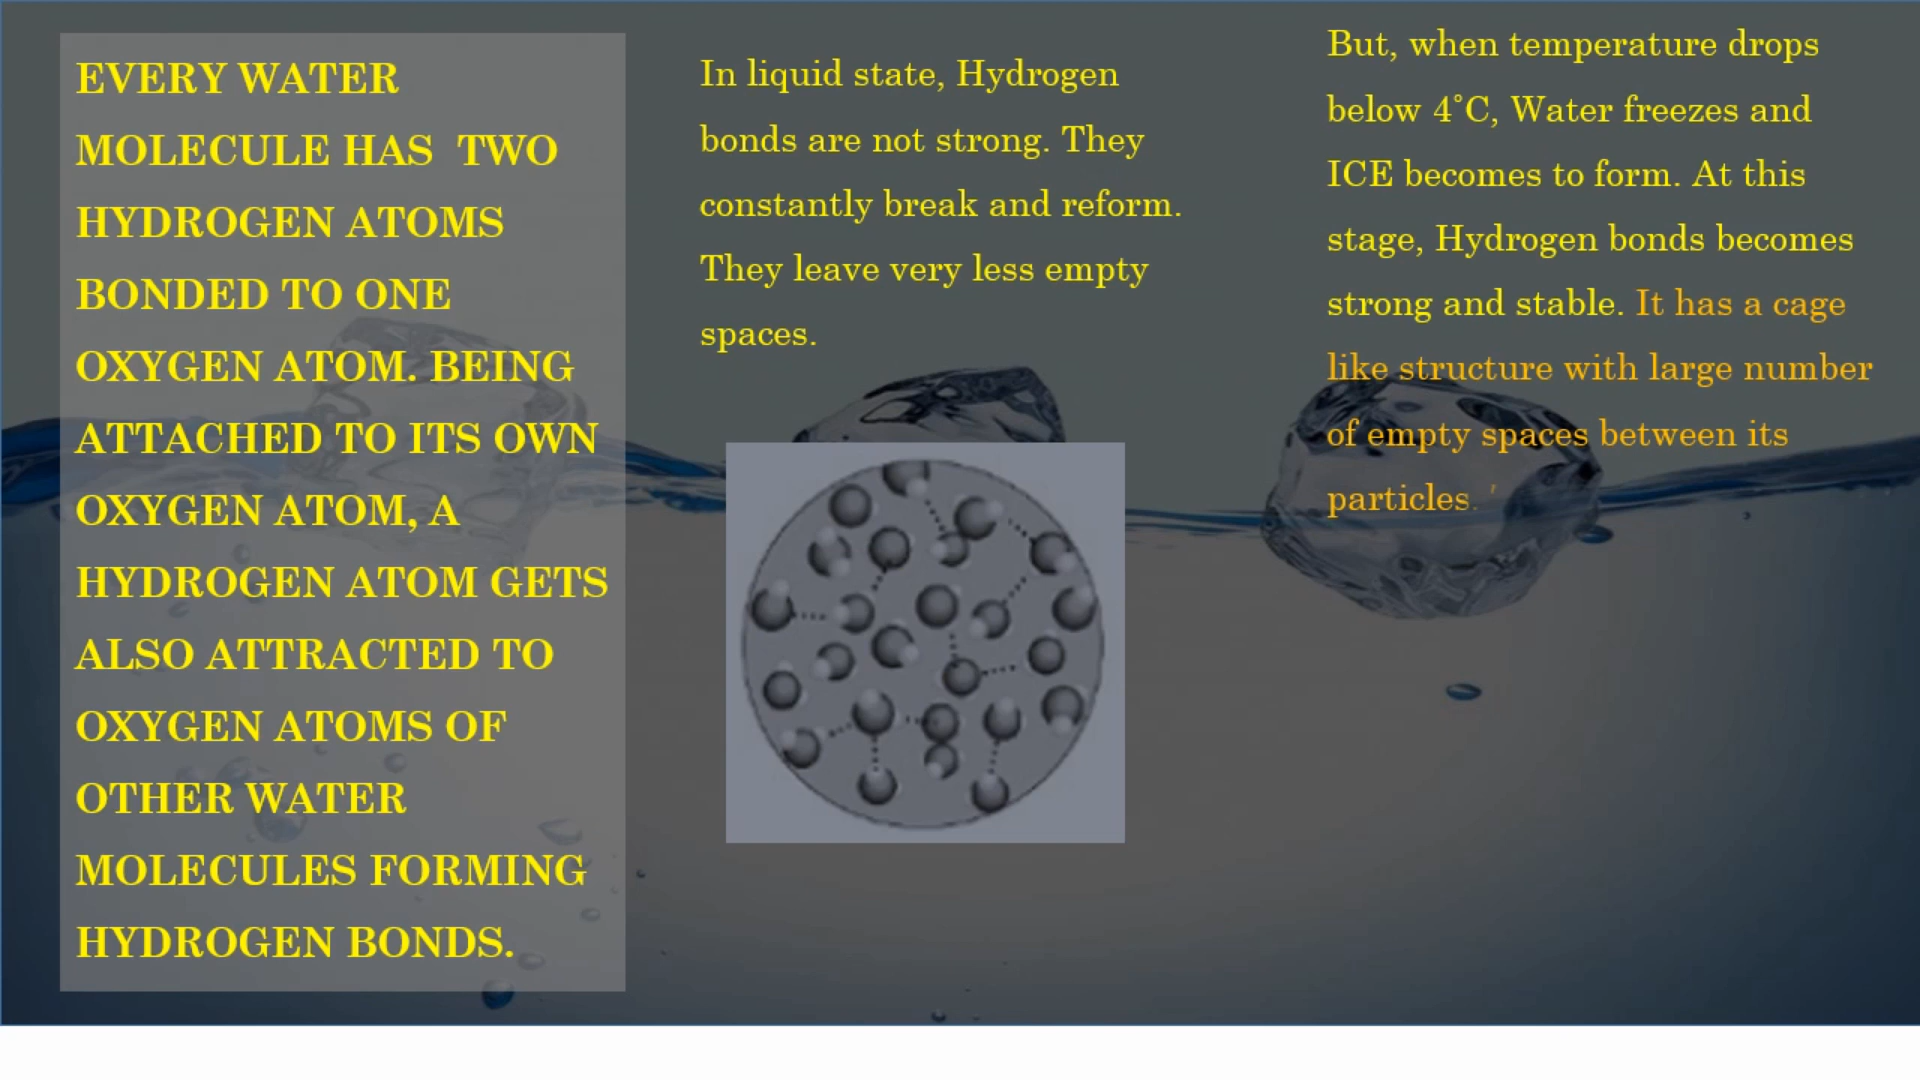 EVERY WATER
MOLECULE HAS TWO
HYDROGEN ATOMS
BONDED TO ONE
OXYGEN ATOM. BEING
ATTACHED TO ITS OWN
OXYGEN ATOM, A
HYDROGEN ATOM GETS
ALSO ATTRACTED TO
OXYGEN ATOMS OF
OTHER WATER
MOLECULES FORMING
HYDROGEN BONDS.
In liquid state, Hydrogen
bonds are not strong. They
constantly break and reform.
They leave very less empty
spaces.
But, when temperature drops
below 4°C, Water freezes and
ICE becomes to form. At this
stage, Hydrogen bonds becomes
strong and stable. It has a cage
like structure with large number
of empty spaces between its
particles.